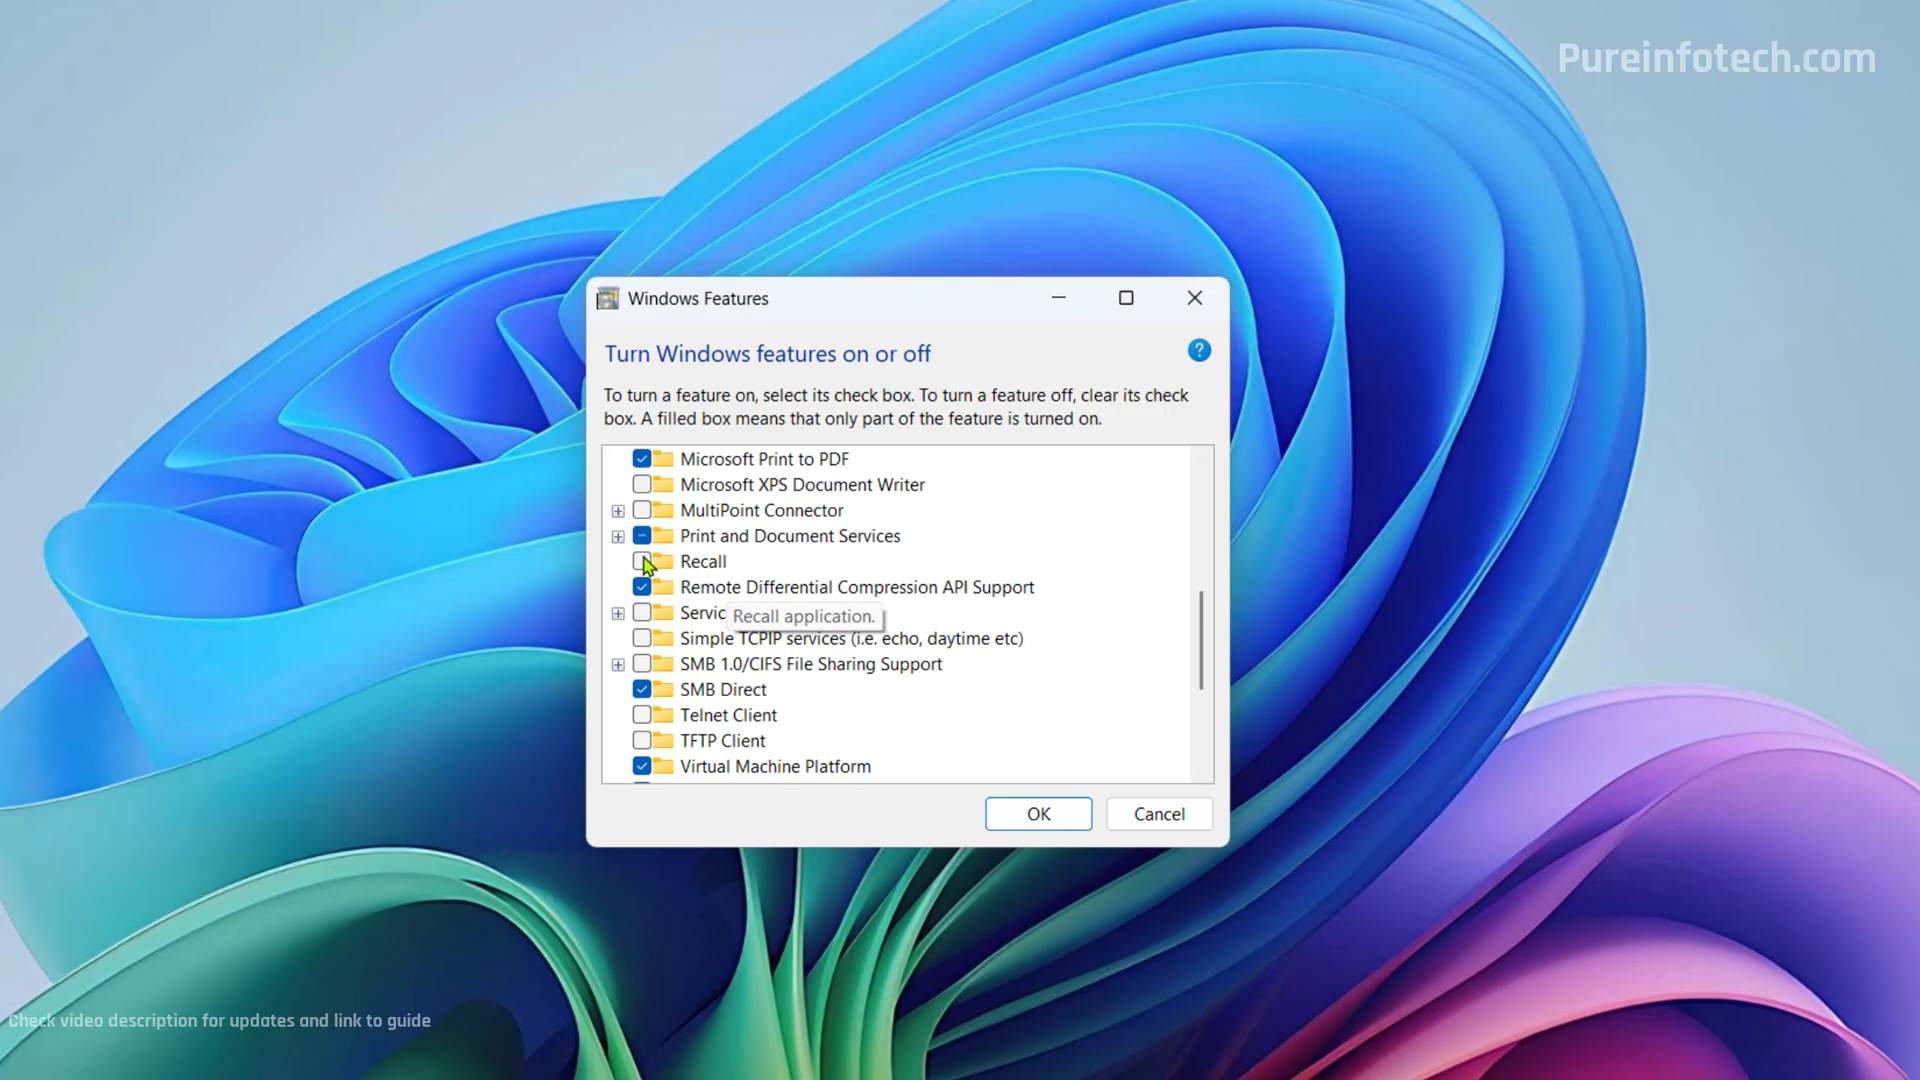 Pureinfotech.com
Windows Features
Turn Windows features on or off
?
To turn a feature on, select its check box. To turn a feature off, clear its check
box. A filled box means that only part of the feature is turned on.
Microsoft Print to PDF
Microsoft XPS Document Writer
MultiPoint Connector
Print and Document Services
Recall
Remote Differential Compression API Support
Servic
Recall application.
Simple TCPIP services (i.e. echo, daytime etc)
SMB 1.0/CIFS File Sharing Support
SMB Direct
Telnet Client
TFTP Client
Virtual Machine Platform
OK
Cancel
Check video description for updates and link to guide